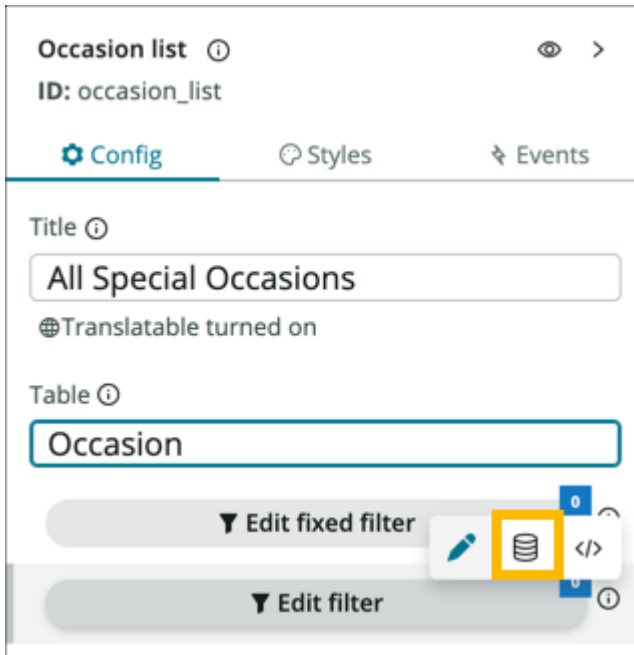 Occasion list
ID: occasion_list
Config Styles Events
Title
All Special Occasions
Translatable turned on
Table
Occasion
0
Edit fixed filter
</>
0
Edit filter